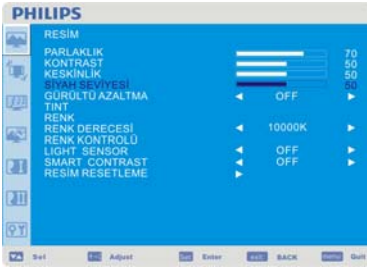 PHILIPS
RESİM
PARLAKLIK 70
KONTRAST 50
KESKİNLİK 50
SİYAH SEVİYESİ 50
GÜRÜLTÜ AZALTMA OFF
TINT
RENK
RENK DERECESİ 10000K
RENK KONTROLÜ
LIGHT SENSOR OFF
SMART CONTRAST OFF
RESİM RESETLEME
Sel Adjust Set Enter exit BACK menu Quit